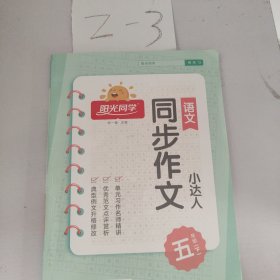 Z-3
阳光同学
语文
同步作文
小达人
✓单元习作名师精讲
✓优秀范文点评赏析
✓典型例文升格修改
五